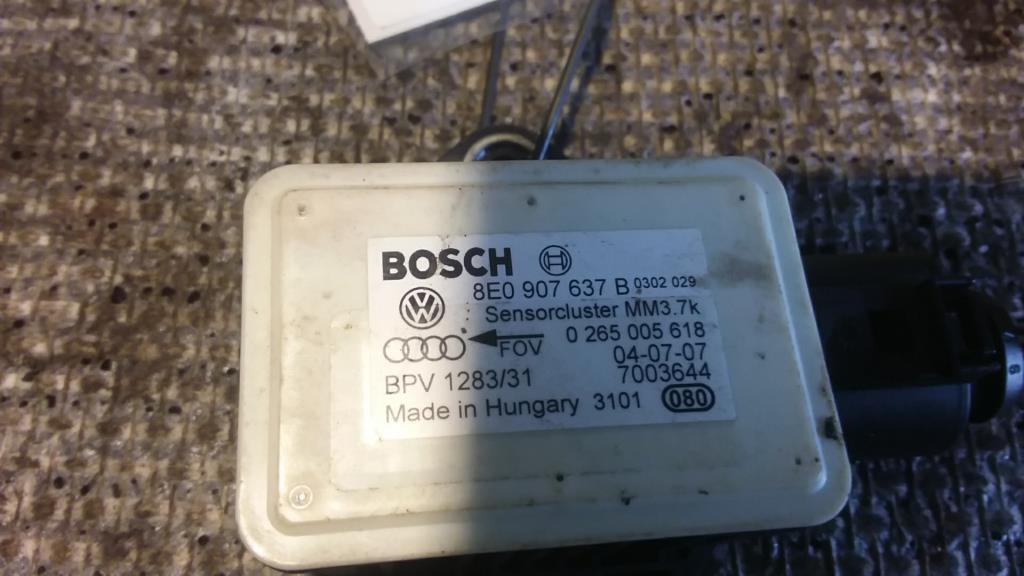 BOSCH
8E0 907 637 B 0302 029
Sensorcluster MM3.7k
0 265 005 618
FOV
04-07-07
BPV 1283/31 7003644
Made in Hungary 3101 080